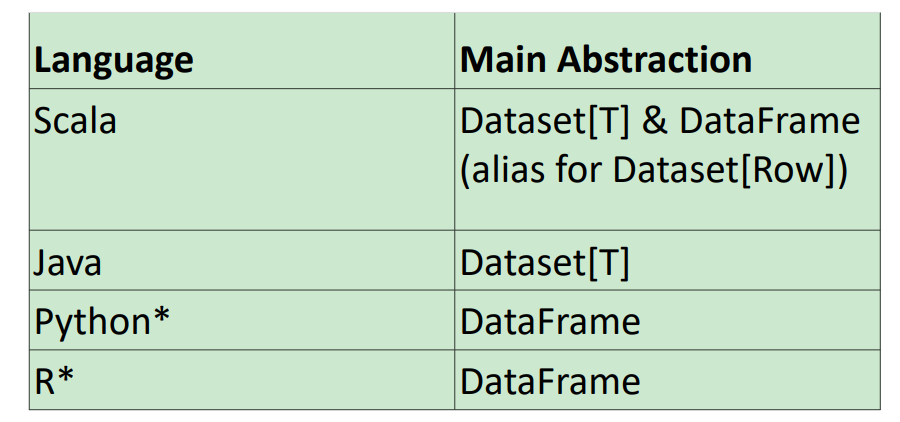 Language Main Abstraction
Scala Dataset[T] & DataFrame
(alias for Dataset[Row])
Java Dataset[T]
Python* DataFrame
R* DataFrame